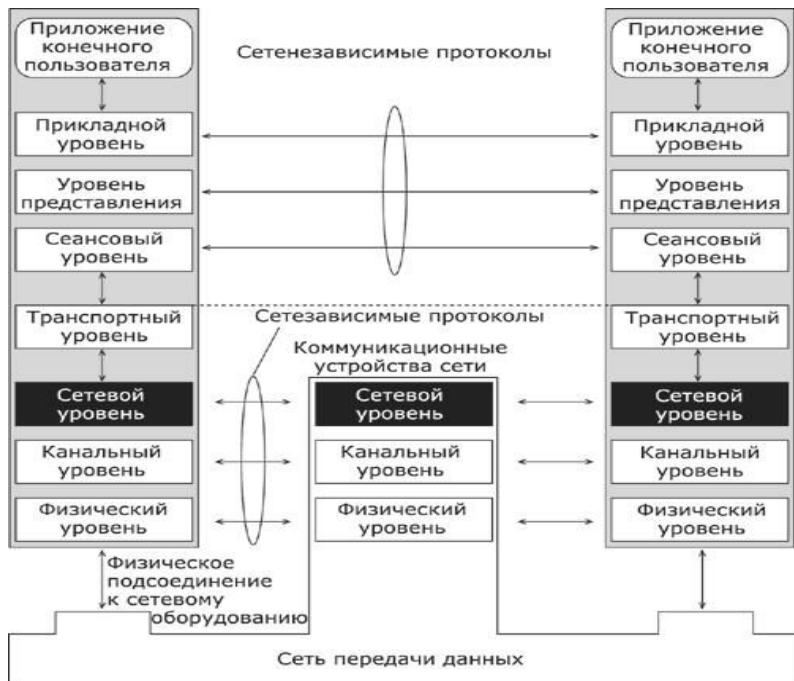 Приложение
конечного
пользователя
Сетенезависимые протоколы
Приложение
конечного
пользователя
Прикладной
уровень
Прикладной
уровень
Уровень
представления
Уровень
представления
Сеансовый
уровень
Сеансовый
уровень
Транспортный
уровень
Сетезависимые протоколы
Транспортный
уровень
Коммуникационные
устройства сети
Сетевой
уровень
Сетевой
уровень
Сетевой
уровень
Канальный
уровень
Канальный
уровень
Канальный
уровень
Физический
уровень
Физический
уровень
Физический
уровень
Физическое
подсоединение
к сетевому
оборудованию
Сеть передачи данных